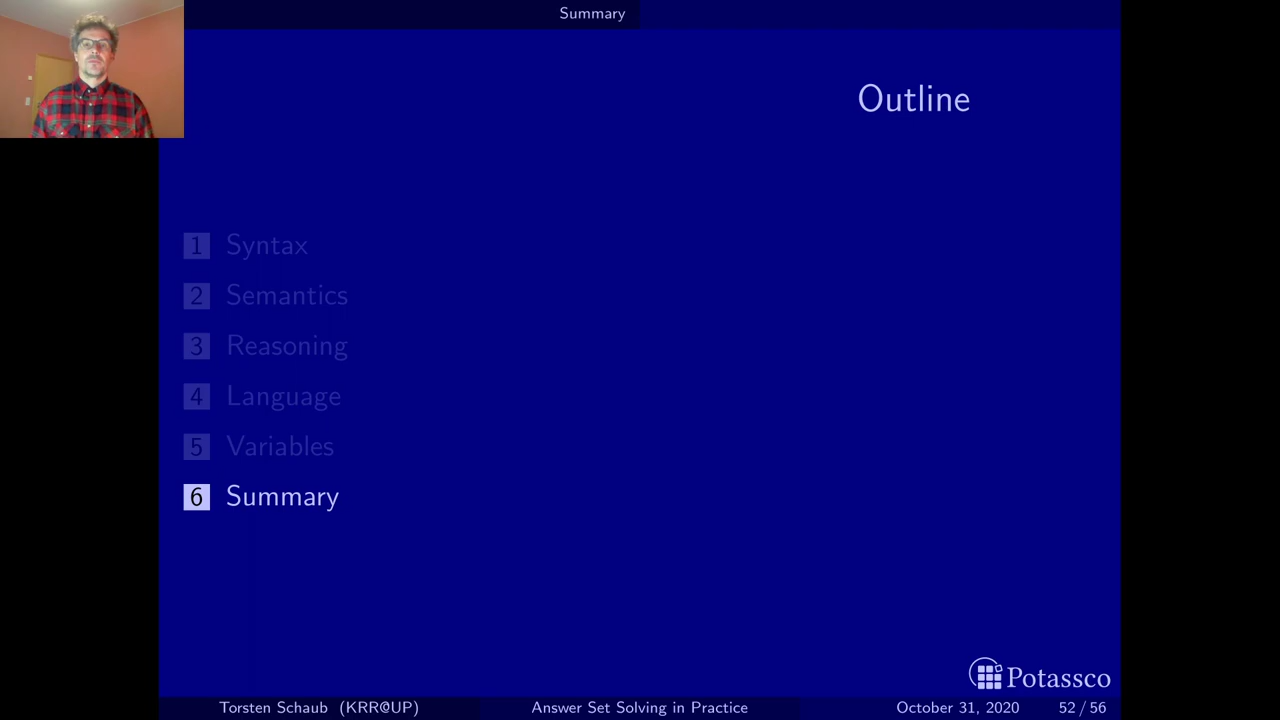 Summary
Outline
1 Syntax
2 Semantics
3 Reasoning
4 Language
5 Variables
6 Summary
Potassco
Torsten Schaub (KRR@UP) Answer Set Solving in Practice October 31, 2020 52 / 56